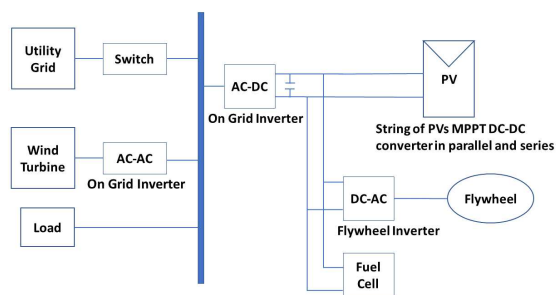 Utility
Grid
Switch
AC-DC
On Grid Inverter
PV
String of PVs MPPT DC-DC
converter in parallel and series
Wind
Turbine
AC-AC
On Grid Inverter
DC-AC
Flywheel
Flywheel Inverter
Load
Fuel
Cell